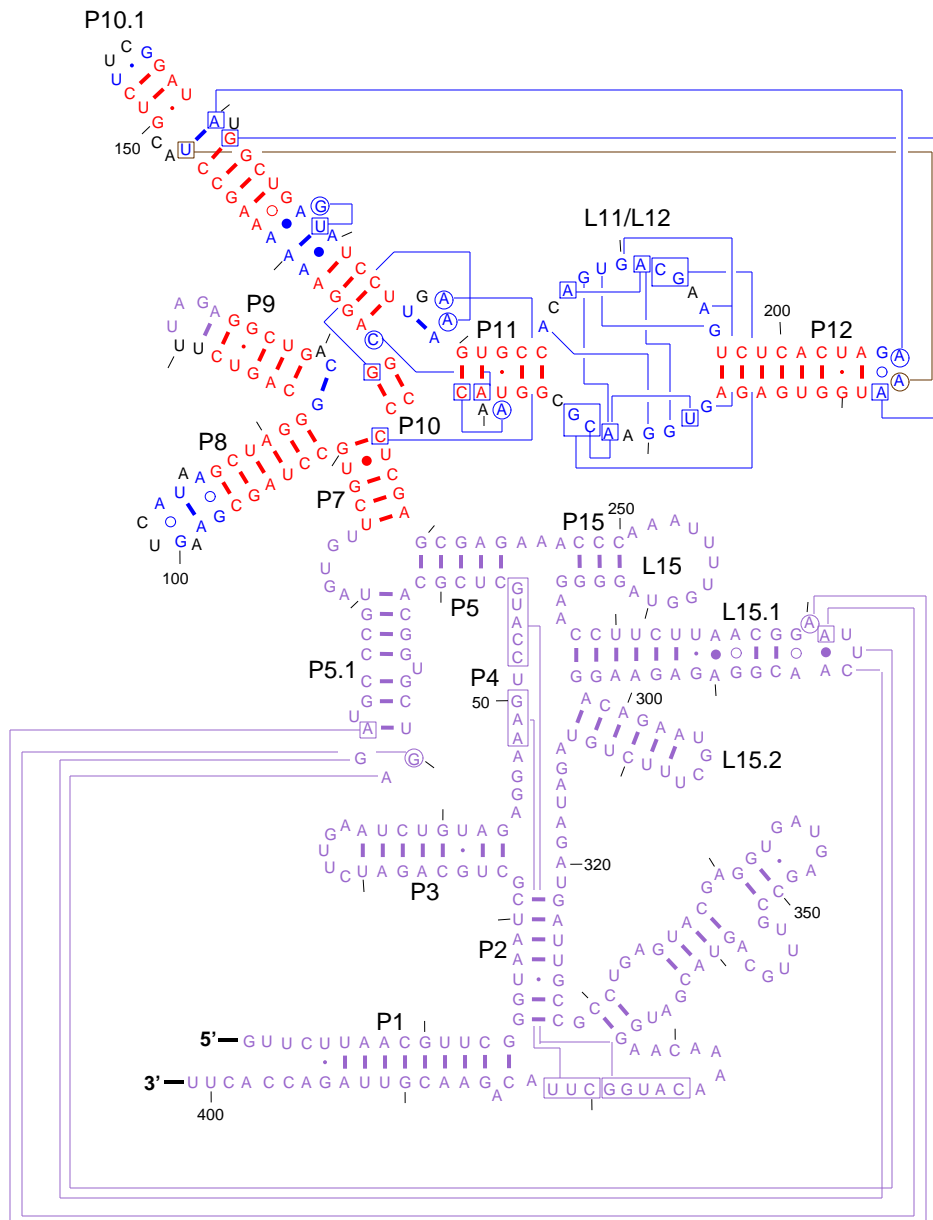 P10.1
U C G G A U
U C U G
150
C A U
A U
G G C U G A G U A
C C G A A A A A
U C C U
A A G G A
L11/L12
C A G U G A C G A A G
P9
A G A G G C U G A C G
U U
U U C U G A C
P11
U G A A A
G U G C C A
C A U G G C G C A A G G U G
A A
200
P12
U C U C A C U A G A A
A G A G U G G U A
C
G G C C
P10
P8
A U A A G C U A G G
C U G A A G C G A U C C G
100
P7
U G C U
C U C G A
G U G U A G
P5
G C G A G A A A C C C
C G C U C
G U A C C
U
G A A A G G A
P4
50
P15
250
A A A U U U U G G U A
L15
G G G G A A
C C U U C U U A A C G G A A U U
G G A A G A G A G G C A A C
L15.1
P5.1
U G C C C G U A
A C G G U G C U
A G
G A
300
A C A G A A U G C U U U C U G U
L15.2
A G A U A G A U
320
P3
A U C U G U A G
A G U U C U A G A C G U C G
P2
C U A A U G G
G A U U G C C
G C C U G A G U A C G A G G U G A U G A G C C G U U U G C A G U A C G A U G G
350
A A C A A A
P1
5’ G U U C U U A A C G U U C G
3’ U U C A C C A G A U U G C A A G A C A U U C G G U A C A
400